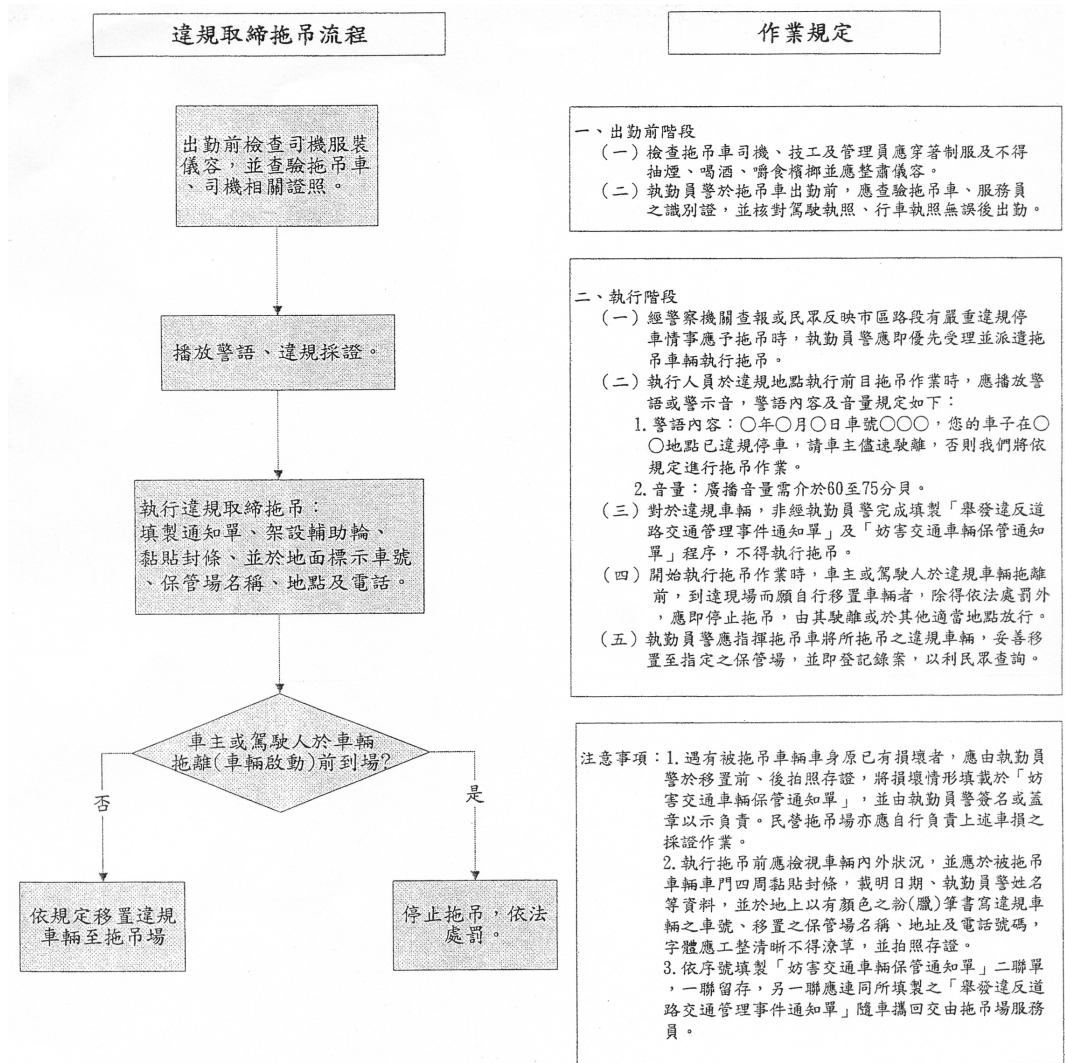 違規取締拖吊流程
出勤前檢查司機服裝
儀容，並查驗拖吊車
、司機相關證照。
播放警語、違規採證。
執行違規取締拖吊：
填製通知單、架設輔助輪、
黏貼封條、並於地面標示車號
、保管場名稱、地點及電話。
車主或駕駛人於車輛
拖離(車輛啟動)前到場?
否
是
依規定移置違規
車輛至拖吊場
停止拖吊，依法
處罰。
作業規定
一、出勤前階段
（一）檢查拖吊車司機、技工及管理員應穿著制服及不得
抽煙、喝酒、嚼食檳榔並應整肅儀容。
（二）執勤員警於拖吊車出勤前，應查驗拖吊車、服務員
之識別證，並核對駕駛執照、行車執照無誤後出勤。
二、執行階段
（一）經警察機關查報或民眾反映市區路段有嚴重違規停
車情事應予拖吊時，執勤員警應即優先受理並派遣拖
吊車輛執行拖吊。
（二）執行人員於違規地點執行前目拖吊作業時，應播放警
語或警示音，警語內容及音量規定如下：
1.警語內容：○年○月○日車號○○○，您的車子在○
○地點已違規停車，請車主儘速駛離，否則我們將依
規定進行拖吊作業。
2.音量：廣播音量需介於60至75分貝。
（三）對於違規車輛，非經執勤員警完成填製「舉發違反道
路交通管理事件通知單」及「妨害交通車輛保管通知
單」程序，不得執行拖吊。
（四）開始執行拖吊作業時，車主或駕駛人於違規車輛拖離
前，到達現場而願自行移置車輛者，除得依法處罰外
，應即停止拖吊，由其駛離或於其他適當地點放行。
（五）執勤員警應指揮拖吊車將所拖吊之違規車輛，妥善移
置至指定之保管場，並即登記錄案，以利民眾查詢。
注意事項：1.遇有被拖吊車輛車身原已有損壞者，應由執勤員
警於移置前、後拍照存證，將損壞情形填載於「妨
害交通車輛保管通知單」，並由執勤員警簽名或蓋
章以示負責。民營拖吊場亦應自行負責上述車損之
採證作業。
2.執行拖吊前應檢視車輛內外狀況，並應於被拖吊
車輛車門四周黏貼封條，載明日期、執勤員警姓名
等資料，並於地上以有顏色之粉(臘)筆書寫違規車
輛之車號、移置之保管場名稱、地址及電話號碼，
字體應工整清晰不得潦草，並拍照存證。
3.依序號填製「妨害交通車輛保管通知單」二聯單
，一聯留存，另一聯應連同所填製之「舉發違反道
路交通管理事件通知單」隨車攜回交由拖吊場服務
員。